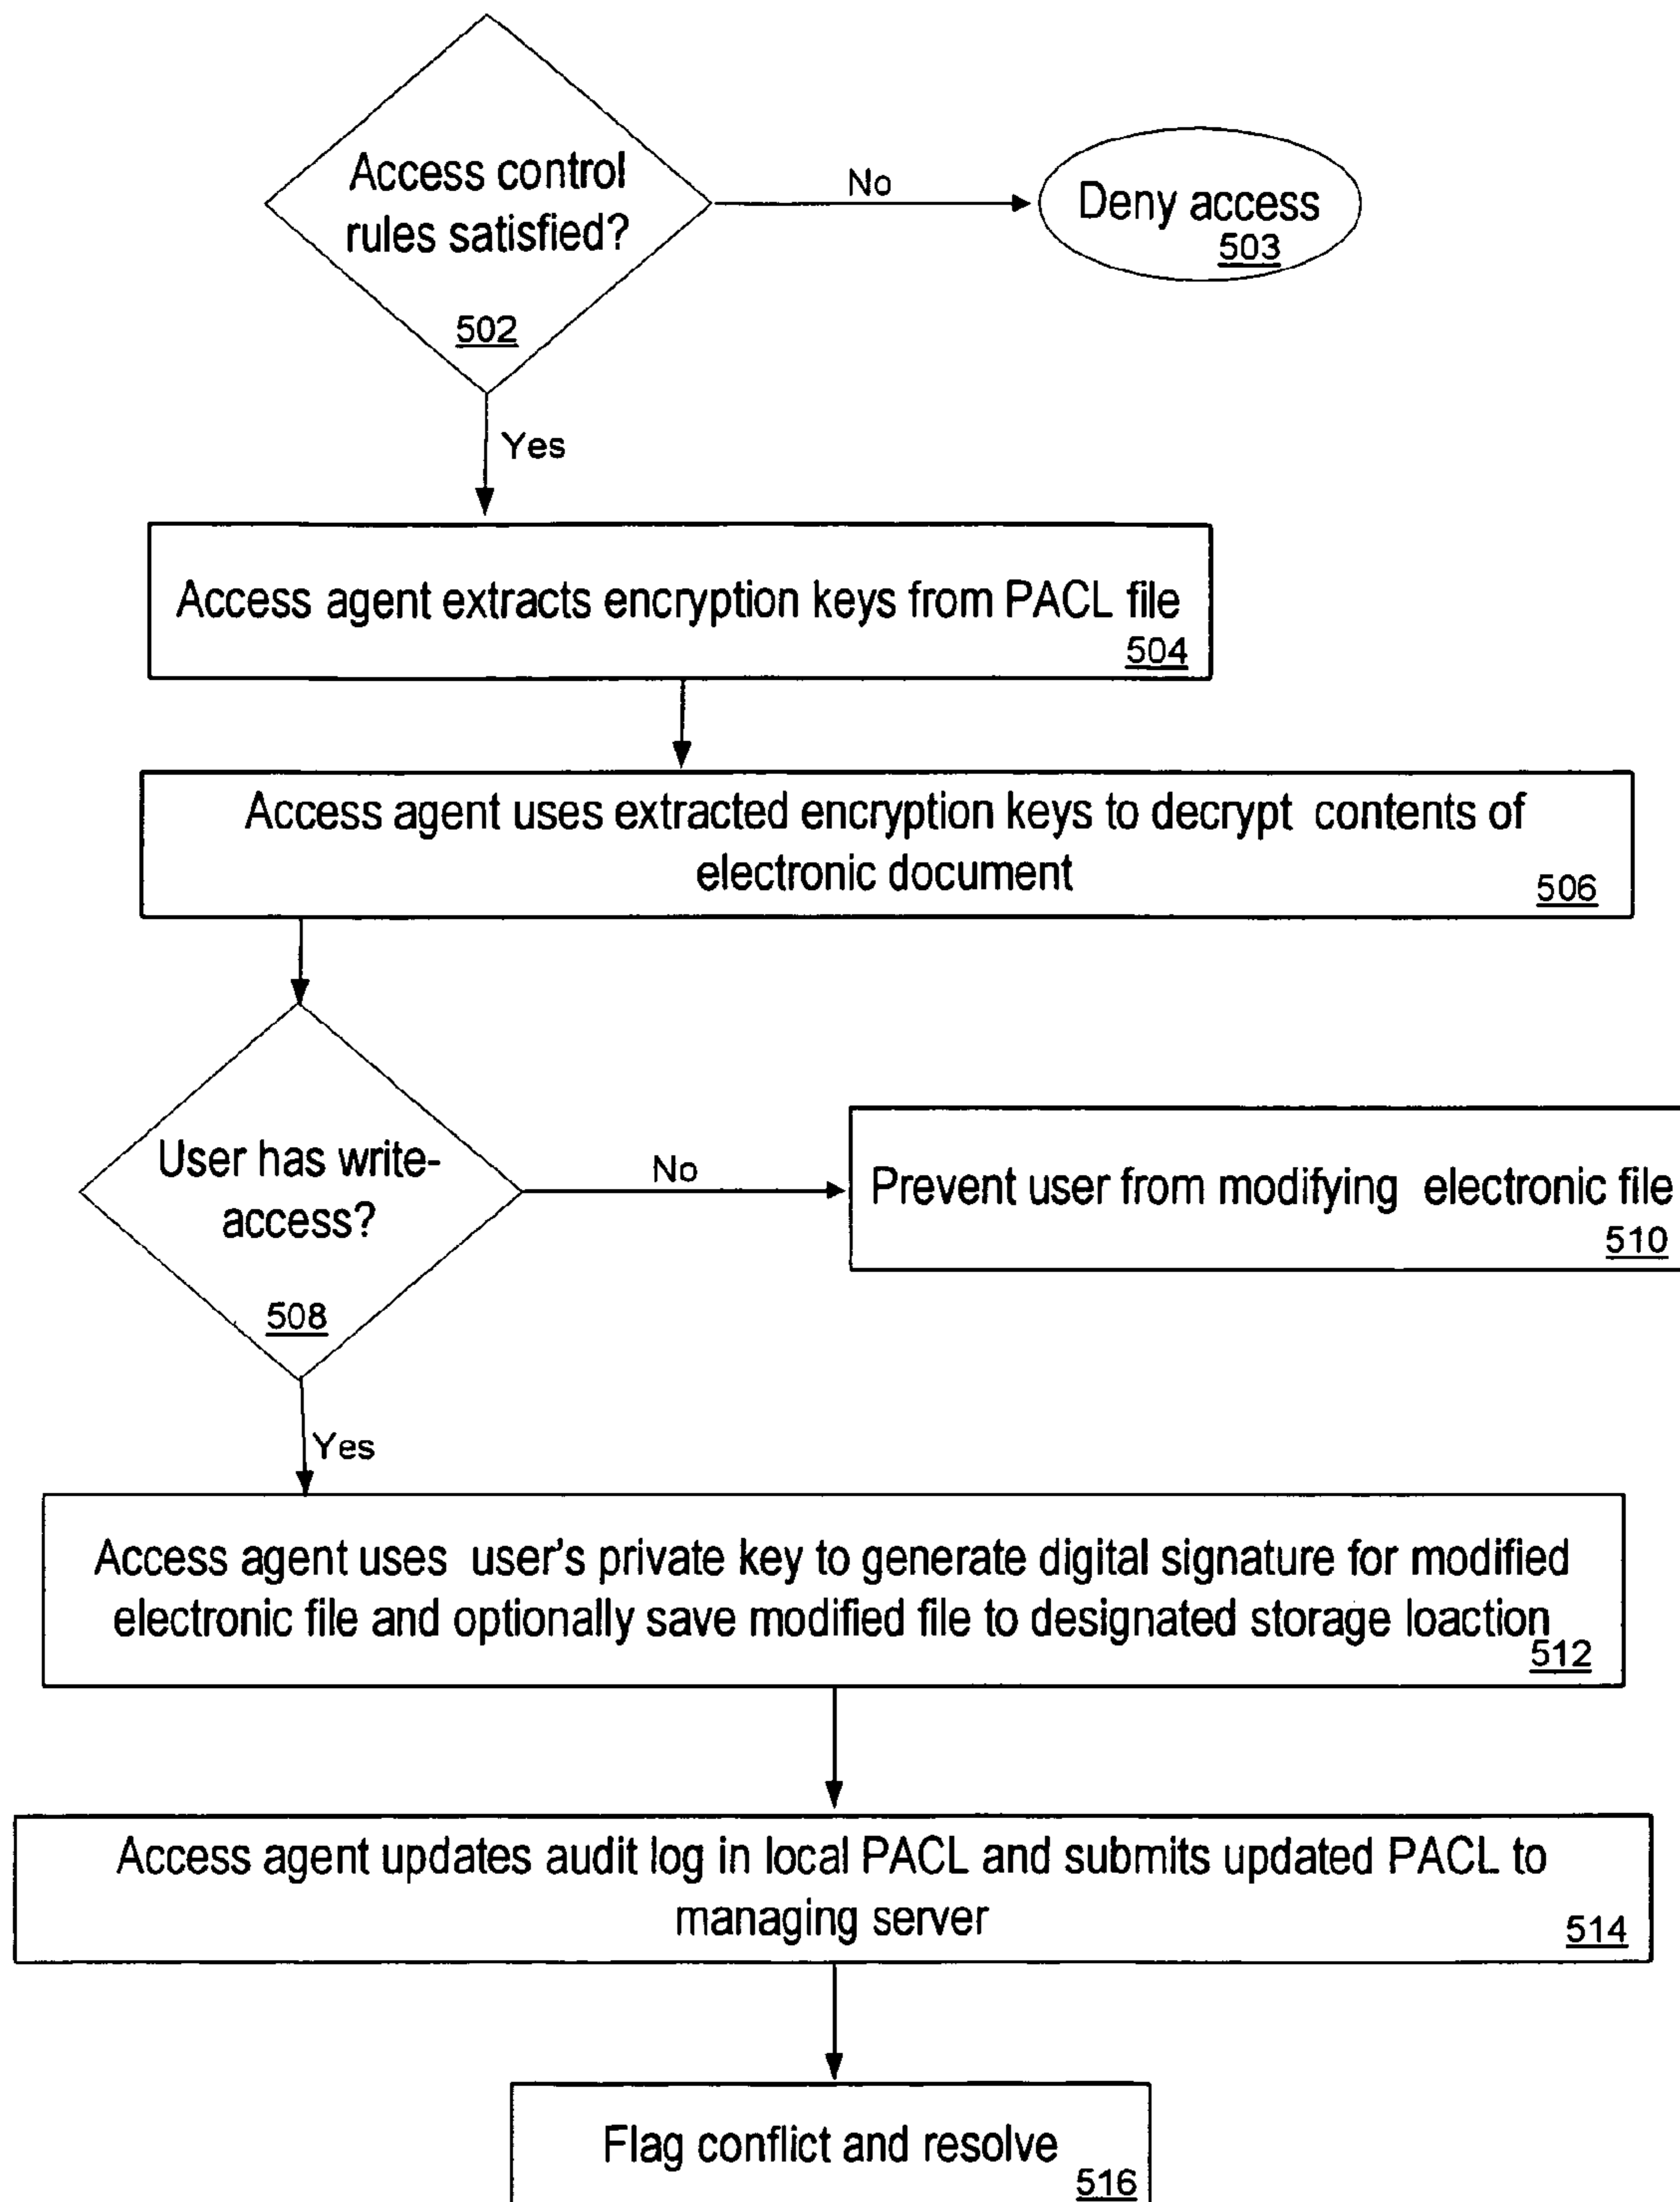 Access control
rules satisfied?
502
No
Deny access
503
Yes
Access agent extracts encryption keys from PACL file
504
Access agent uses extracted encryption keys to decrypt contents of
electronic document
506
User has write-
access?
508
No
Prevent user from modifying electronic file
510
Yes
Access agent uses user's private key to generate digital signature for modified
electronic file and optionally save modified file to designated storage loaction
512
Access agent updates audit log in local PACL and submits updated PACL to
managing server
514
Flag conflict and resolve
516